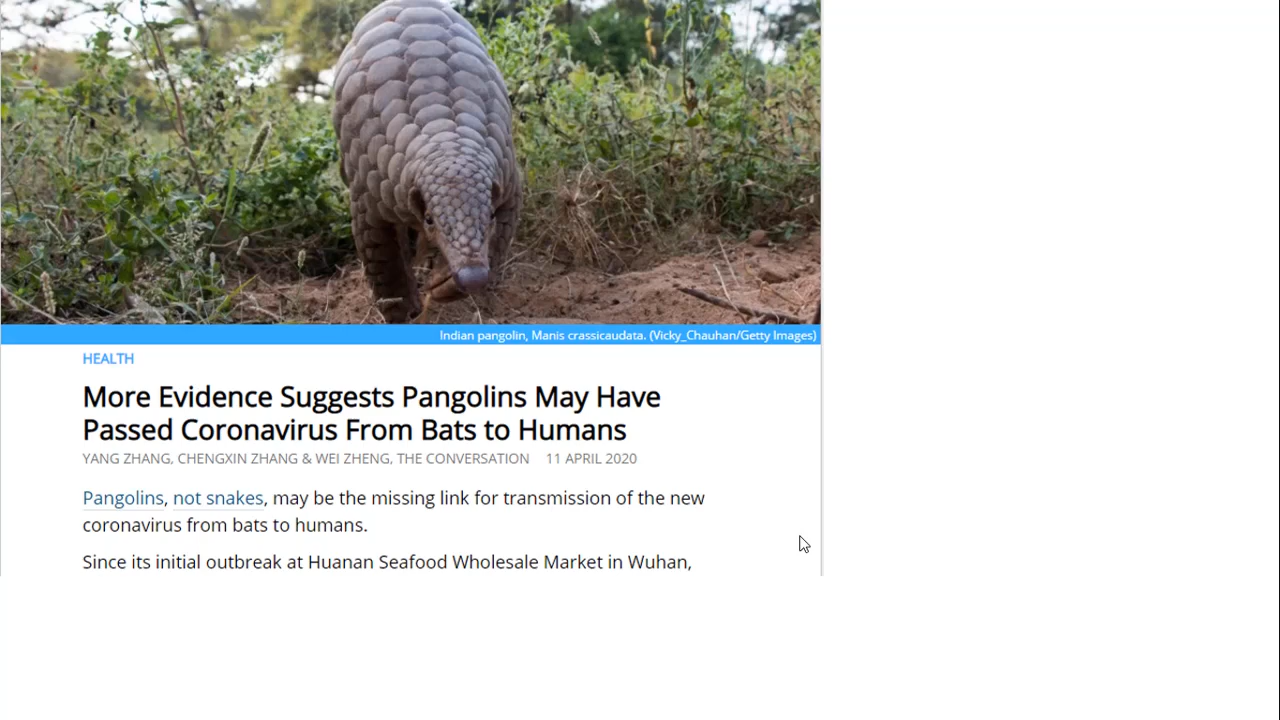 Indian pangolin, Manis crassicaudata. (Vicky_Chauhan/Getty Images)
HEALTH
More Evidence Suggests Pangolins May Have
Passed Coronavirus From Bats to Humans
YANG ZHANG, CHENGXIN ZHANG & WEI ZHENG, THE CONVERSATION 11 APRIL 2020
Pangolins, not snakes, may be the missing link for transmission of the new
coronavirus from bats to humans.
Since its initial outbreak at Huanan Seafood Wholesale Market in Wuhan,